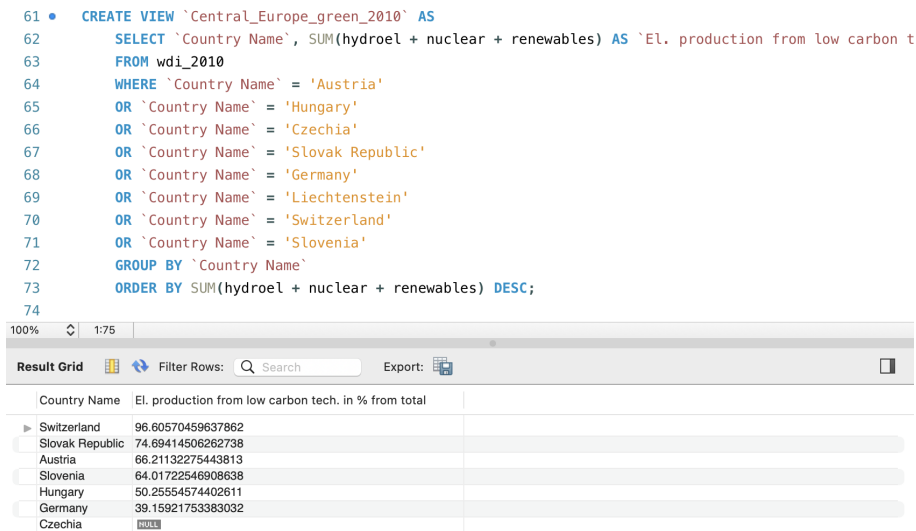 61 CREATE VIEW `Central_Europe_green_2010` AS
62 SELECT `Country Name`, SUM(hydroel + nuclear + renewables) AS `El. production from low carbon t
63 FROM wdi_2010
64 WHERE `Country Name` = 'Austria'
65 OR `Country Name` = 'Hungary'
66 OR `Country Name` = 'Czechia'
67 OR `Country Name` = 'Slovak Republic'
68 OR `Country Name` = 'Germany'
69 OR `Country Name` = 'Liechtenstein'
70 OR `Country Name` = 'Switzerland'
71 OR `Country Name` = 'Slovenia'
72 GROUP BY `Country Name`
73 ORDER BY SUM(hydroel + nuclear + renewables) DESC;
74
100% 1:75
Result Grid Filter Rows: Search Export:
Country Name El. production from low carbon tech. in % from total
Switzerland 96.60570459637862
Slovak Republic 74.69414506262738
Austria 66.21132275443813
Slovenia 64.01722546908638
Hungary 50.25554574402611
Germany 39.15921753383032
Czechia NULL